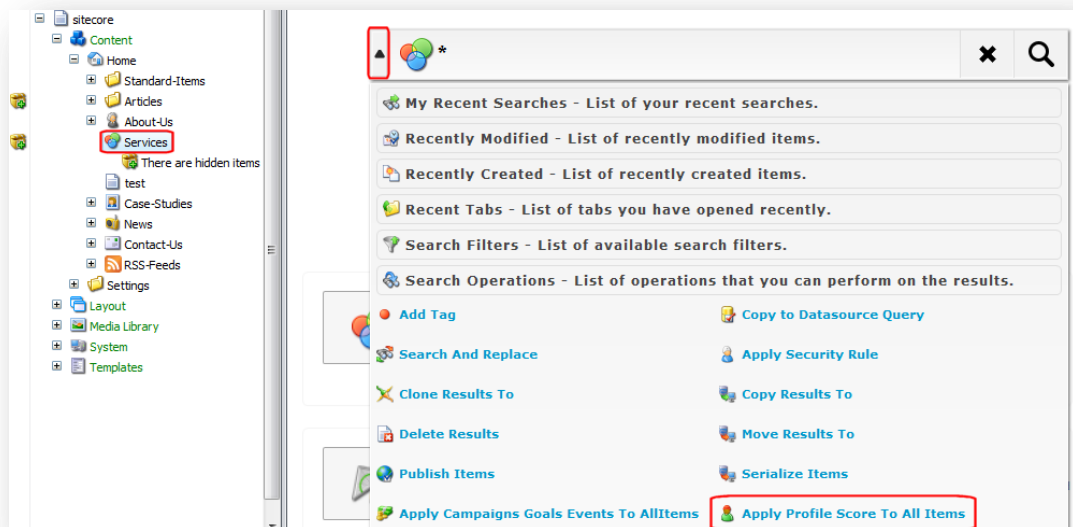 sitecore
Content
Home
Standard-Items
Articles
About-Us
Services
There are hidden items
test
Case-Studies
News
Contact-Us
RSS-Feeds
Settings
Layout
Media Library
System
Templates
*
My Recent Searches - List of your recent searches.
Recently Modified - List of recently modified items.
Recently Created - List of recently created items.
Recent Tabs - List of tabs you have opened recently.
Search Filters - List of available search filters.
Search Operations - List of operations that you can perform on the results.
Add Tag Copy to Datasource Query
Search And Replace Apply Security Rule
Clone Results To Copy Results To
Delete Results Move Results To
Publish Items Serialize Items
Apply Campaigns Goals Events To AllItems Apply Profile Score To All Items